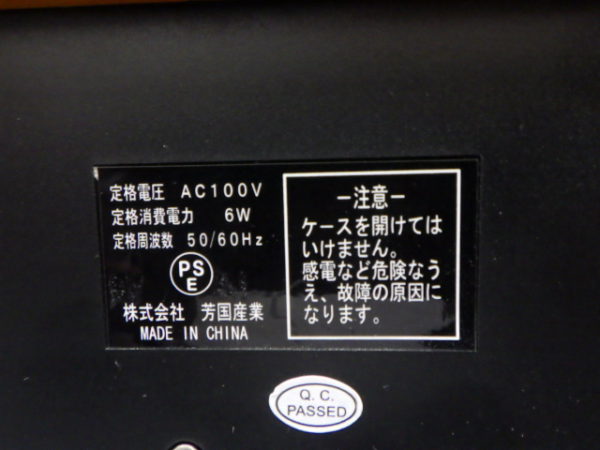 定格電圧 AC100V
定格消費電力 6W
定格周波数 50/60Hz
PS
E
株式会社 芳国産業
MADE IN CHINA
－注意－
ケースを開けては
いけません。
感電など危険なう
え、故障の原因に
なります。
Q.C.
PASSED